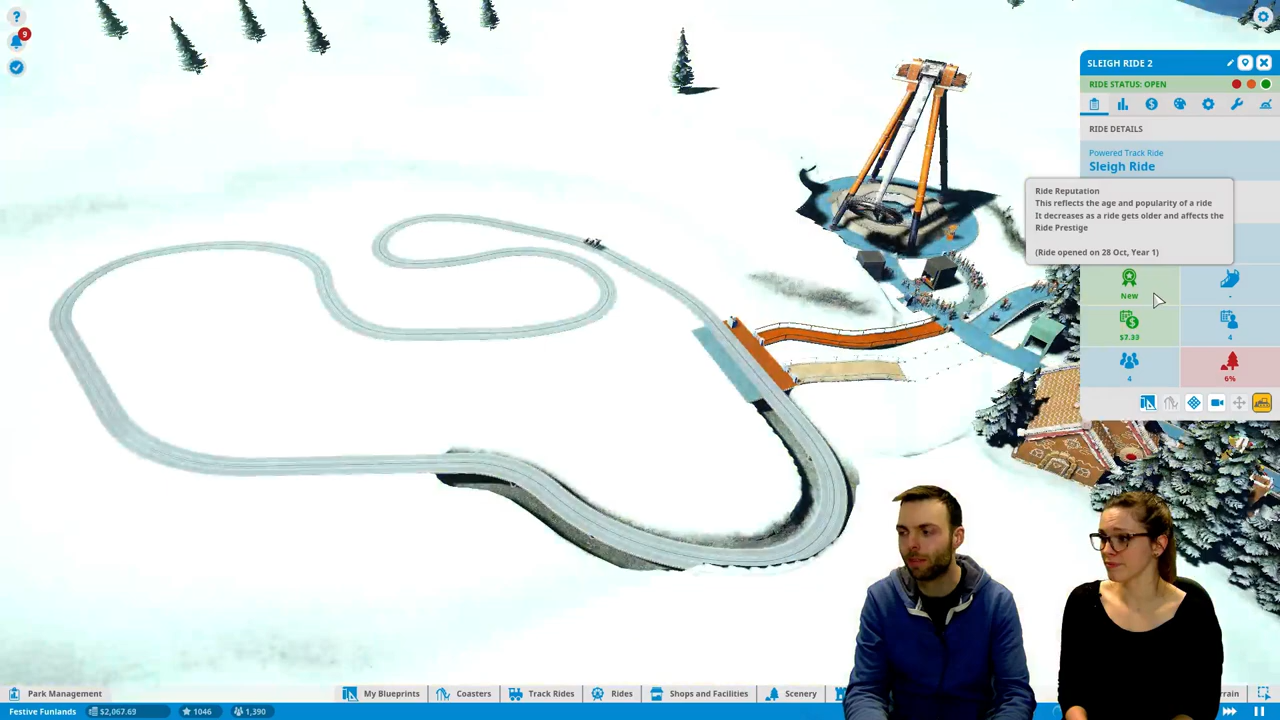 9
SLEIGH RIDE 2
RIDE STATUS: OPEN
RIDE DETAILS
Powered Track Ride
Sleigh Ride
Ride Reputation
This reflects the age and popularity of a ride
It decreases as a ride gets older and affects the
Ride Prestige
(Ride opened on 28 Oct, Year 1)
New
-
$7.33
4
4
6%
Park Management
My Blueprints
Coasters
Track Rides
Rides
Shops and Facilities
Scenery
Festive Funlands
$2,067.69
1046
1,390